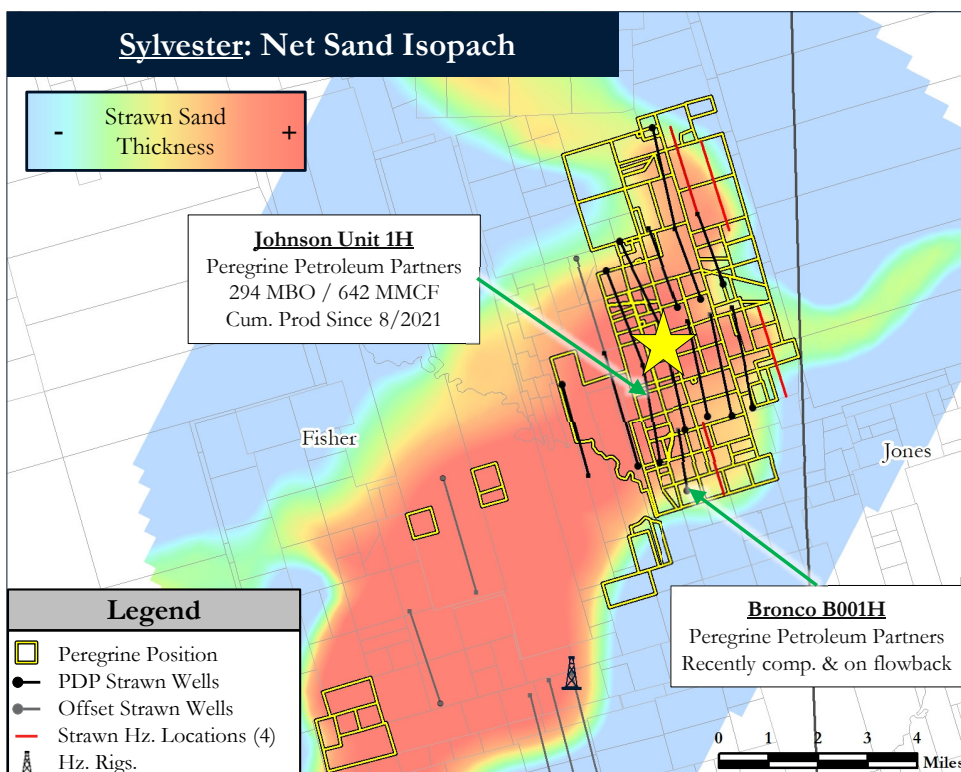 Sylvester: Net Sand Isopach
- Strawn Sand +
Thickness
Johnson Unit 1H
Peregrine Petroleum Partners
294 MBO / 642 MMCF
Cum. Prod Since 8/2021
Fisher
Jones
Bronco B001H
Peregrine Petroleum Partners
Recently comp. & on flowback
Legend
Peregrine Position
PDP Strawn Wells
Offset Strawn Wells
Strawn Hz. Locations (4)
Hz. Rigs.
0 1 2 3 4
Miles